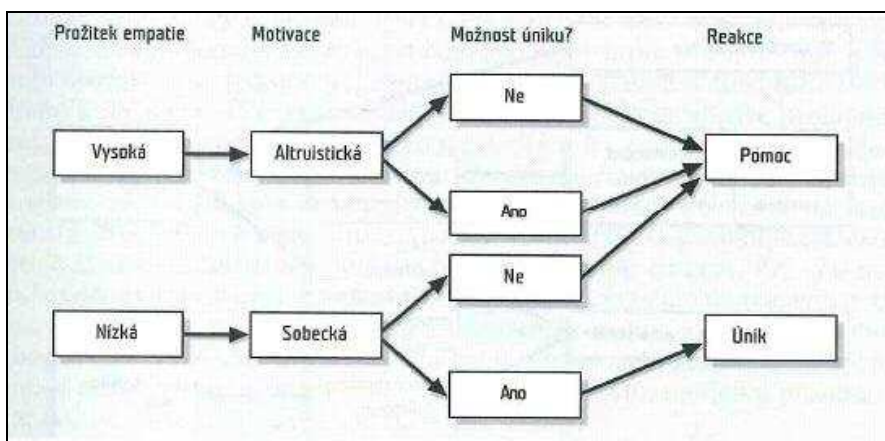 Prožitek empatie Motivace Možnost úniku? Reakce
Ne
Vysoká Altruistická Pomoc
Ano
Ne
Nízká Sobecká Únik
Ano